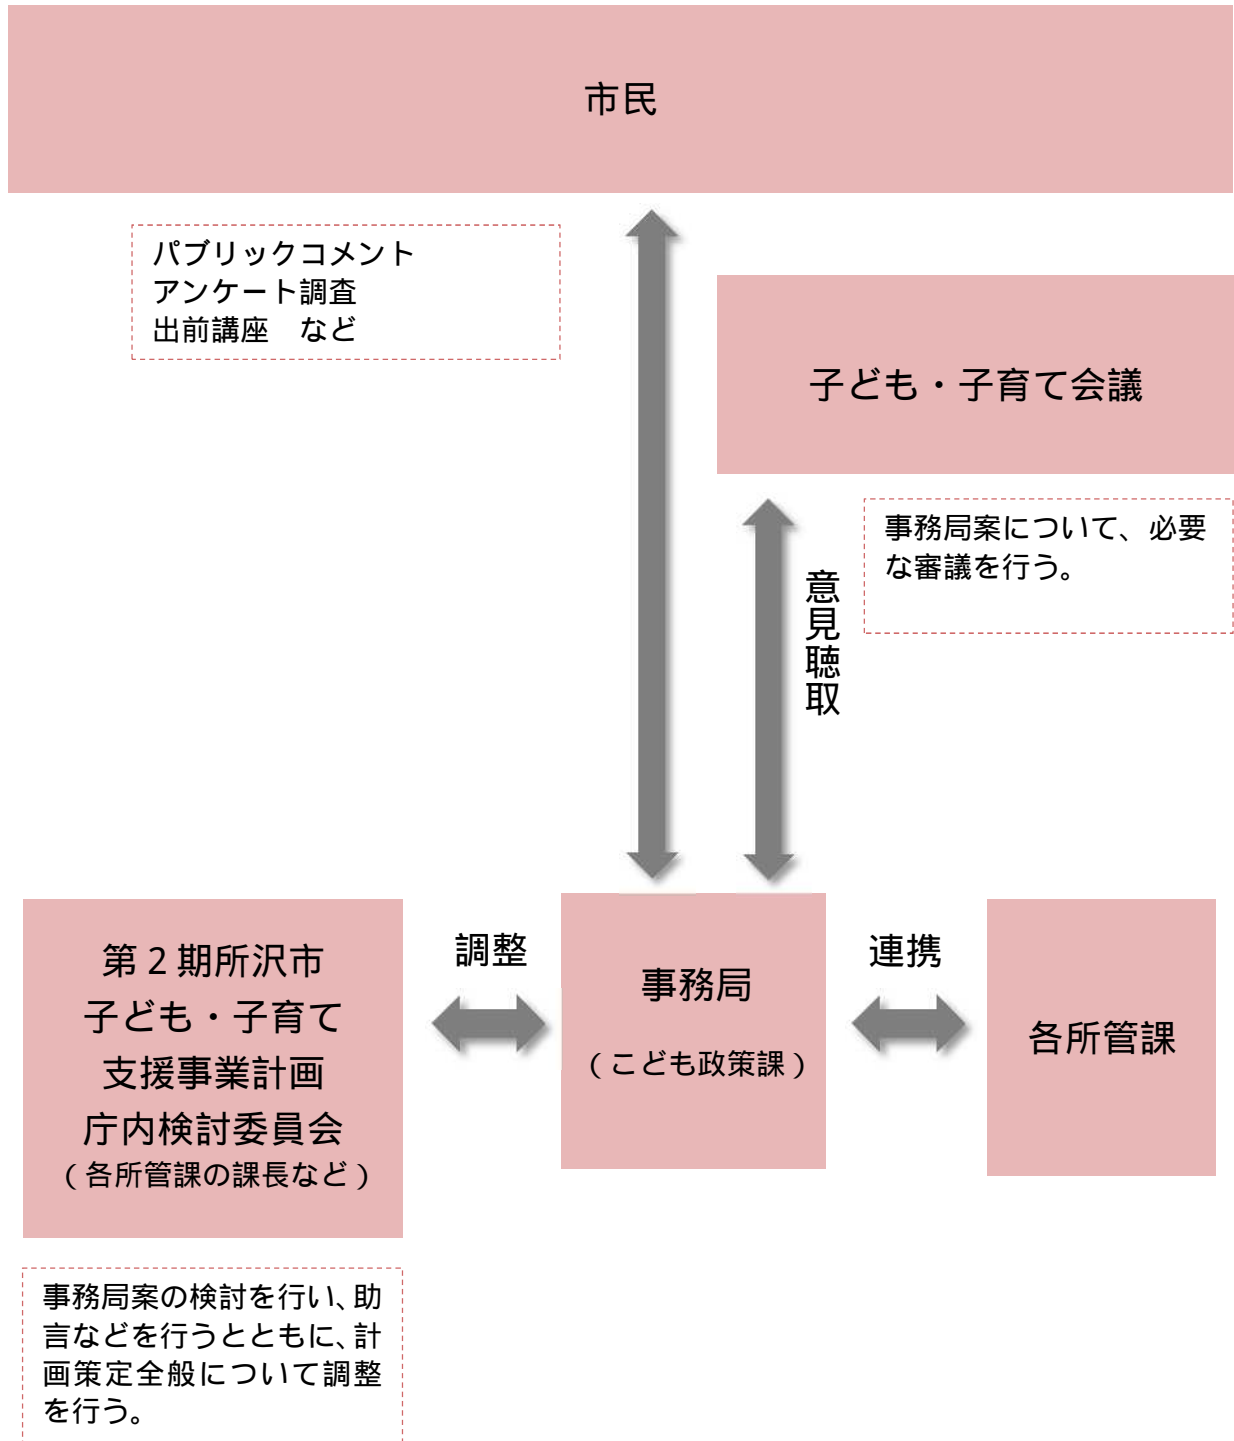 市民
パブリックコメント
アンケート調査
出前講座　など
子ども・子育て会議
事務局案について、必要
な審議を行う。
意見聴取
第２期所沢市
子ども・子育て
支援事業計画
庁内検討委員会
（各所管課の課長など）
調整
事務局
（こども政策課）
連携
各所管課
事務局案の検討を行い、助
言などを行うとともに、計
画策定全般について調整
を行う。